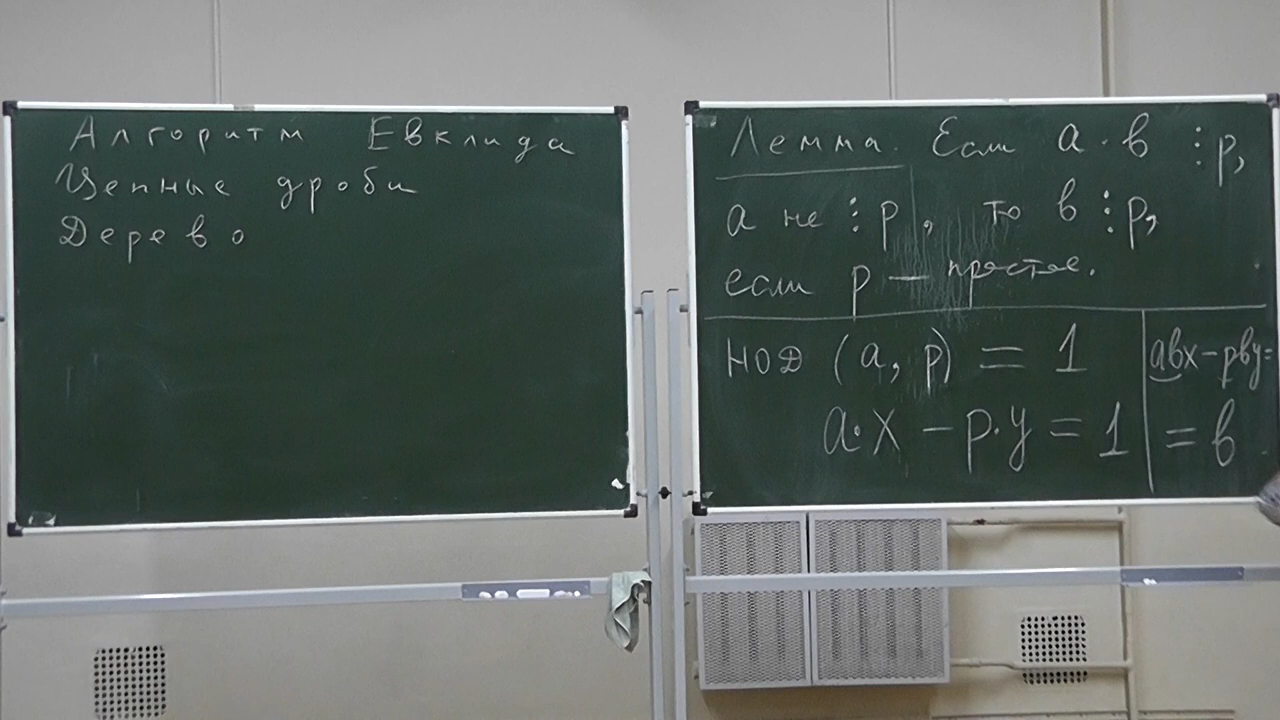 Алгоритм Евклида
Цепные дроби
Дерево
Лемма. Если a·b ⋮p,
a не ⋮p, то b ⋮p,
если p — простое.
НОД (a, p) = 1
a·x − p·y = 1
abx − pby =
= b